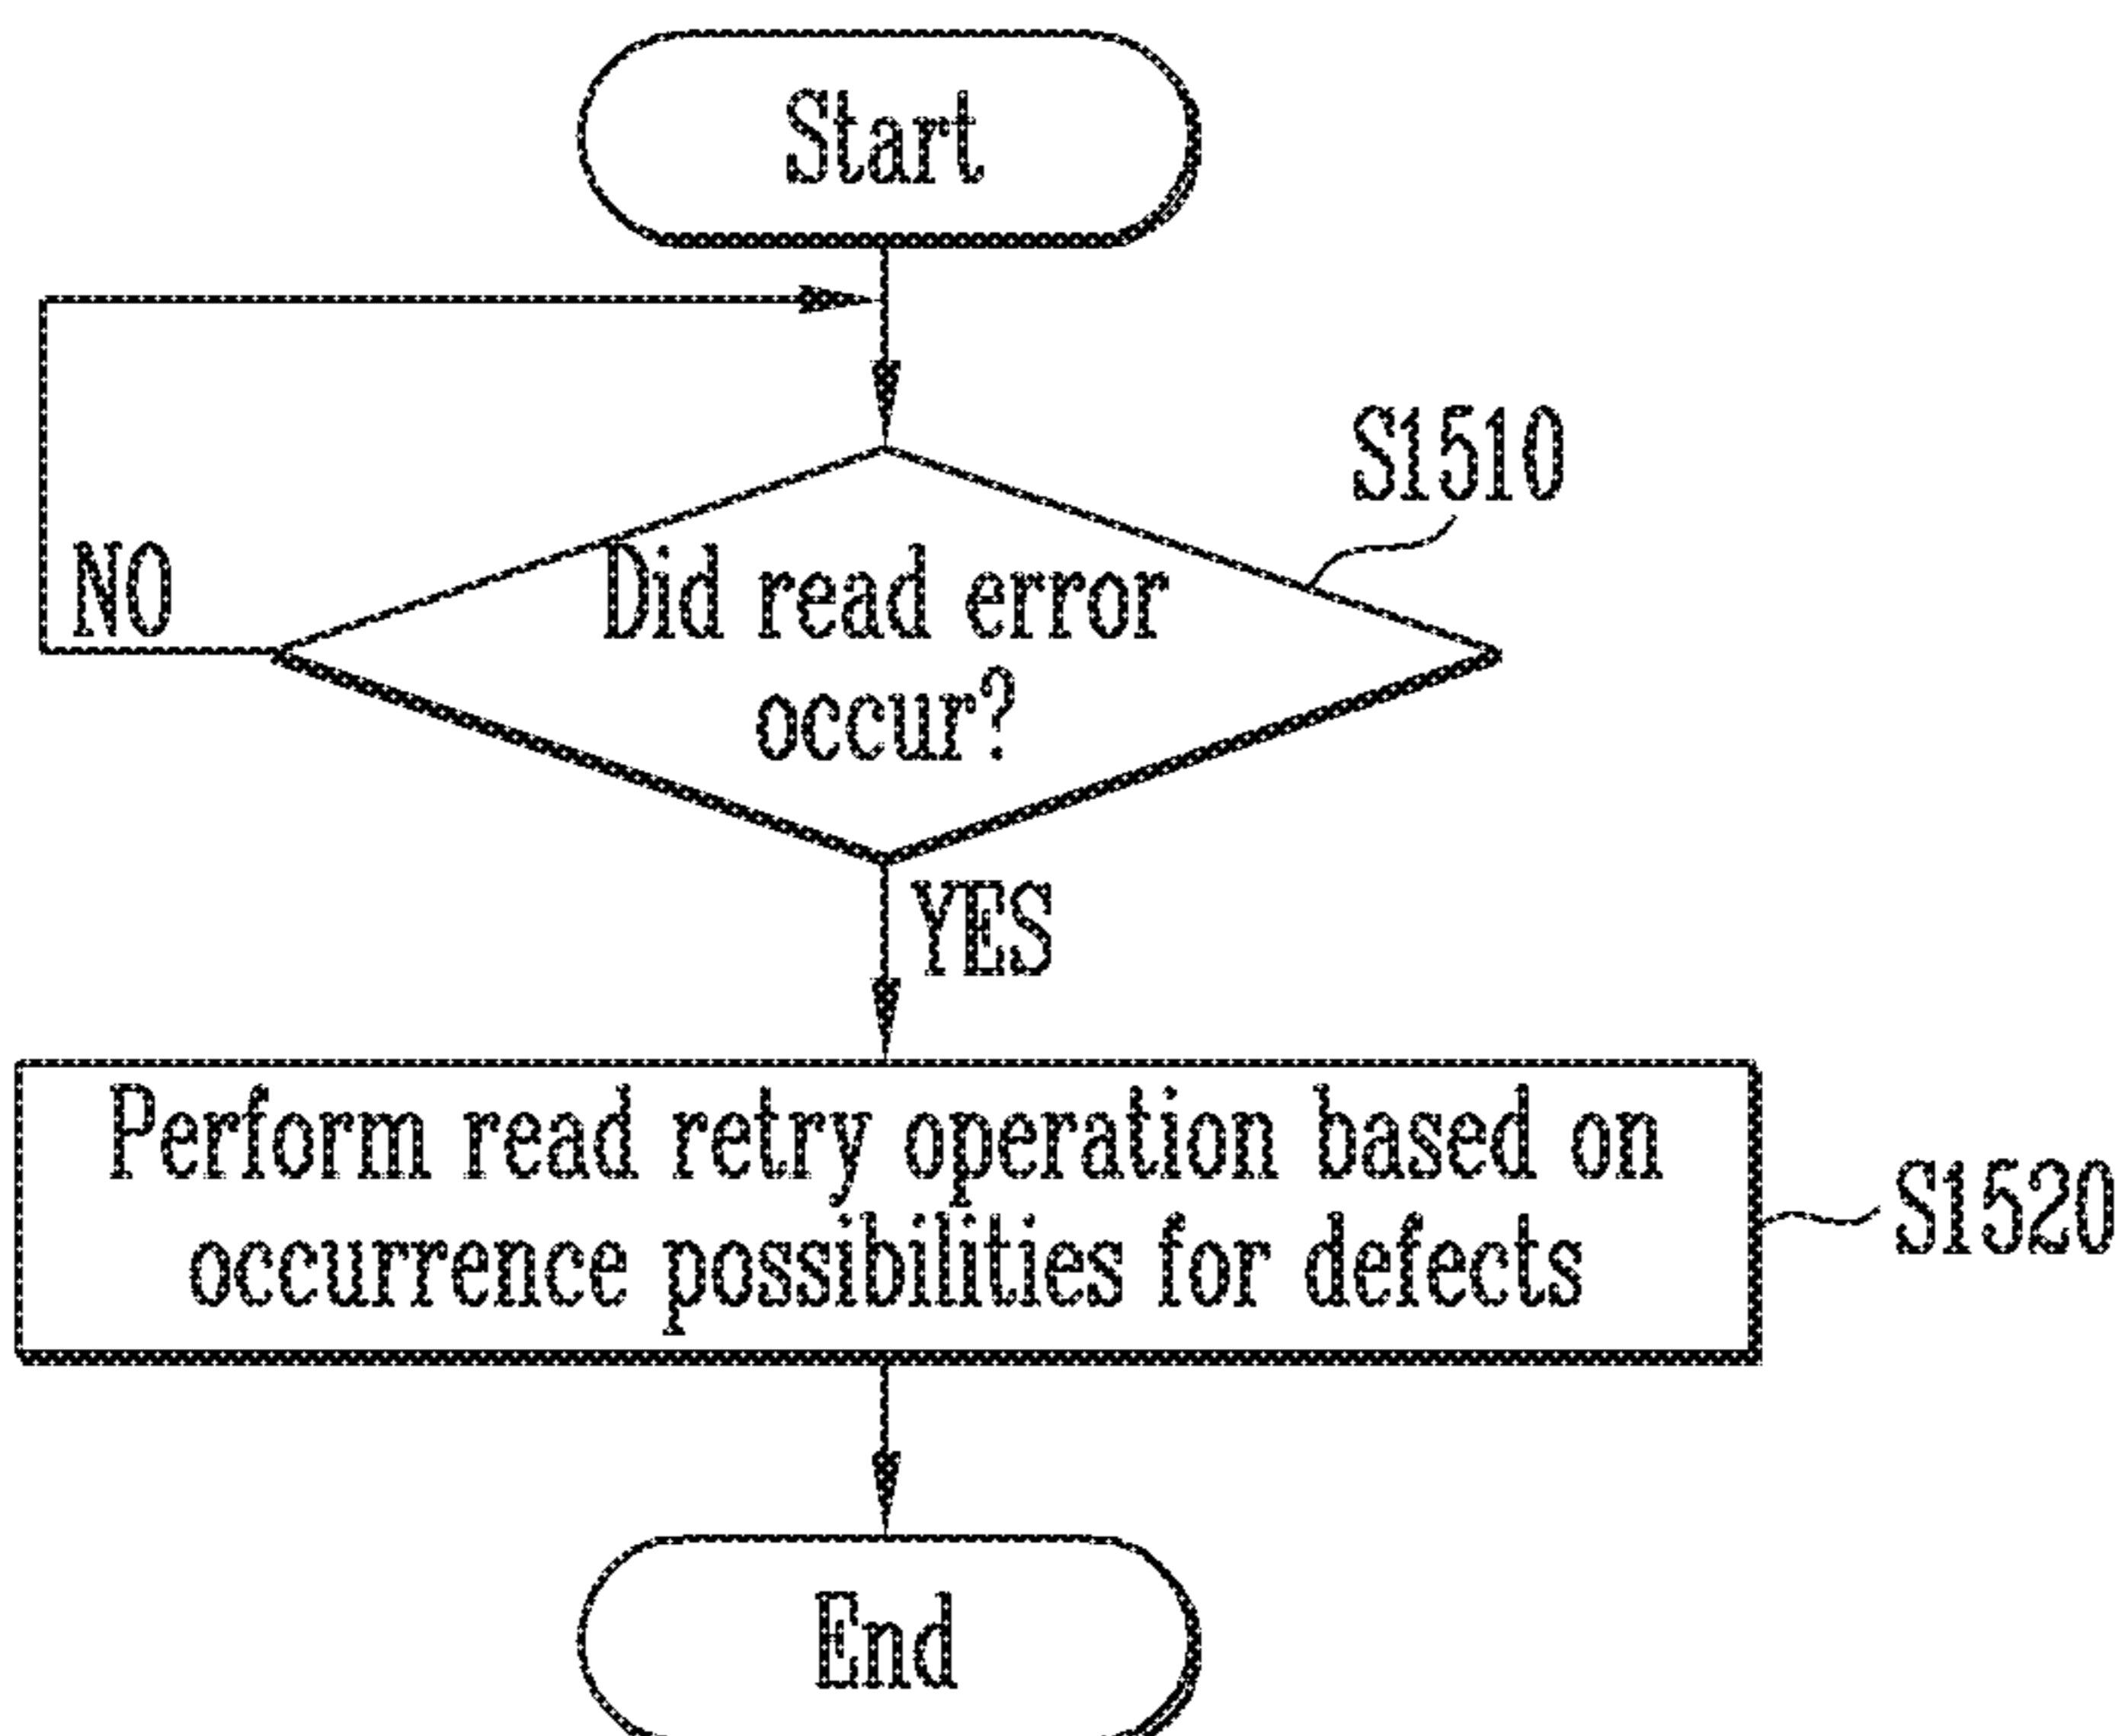 Start
S1510
NO
Did read error
occur?
YES
Perform read retry operation based on
occurrence possibilities for defects
S1520
End